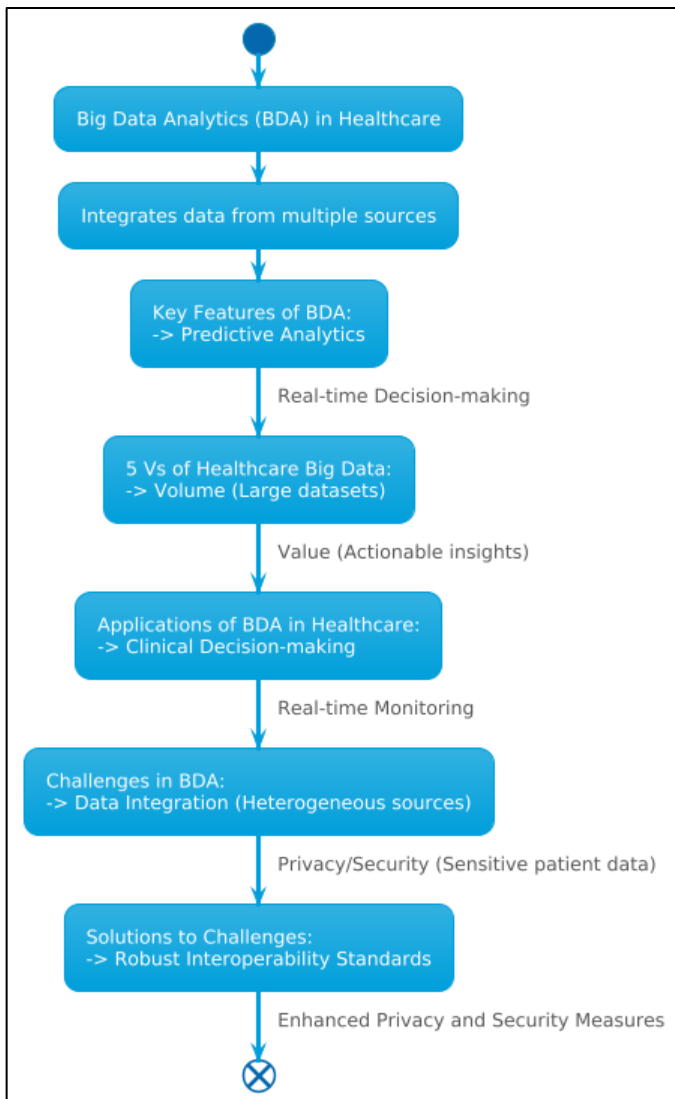 Big Data Analytics (BDA) in Healthcare
Integrates data from multiple sources
Key Features of BDA:
-> Predictive Analytics
Real-time Decision-making
5 Vs of Healthcare Big Data:
-> Volume (Large datasets)
Value (Actionable insights)
Applications of BDA in Healthcare:
-> Clinical Decision-making
Real-time Monitoring
Challenges in BDA:
-> Data Integration (Heterogeneous sources)
Privacy/Security (Sensitive patient data)
Solutions to Challenges:
-> Robust Interoperability Standards
Enhanced Privacy and Security Measures